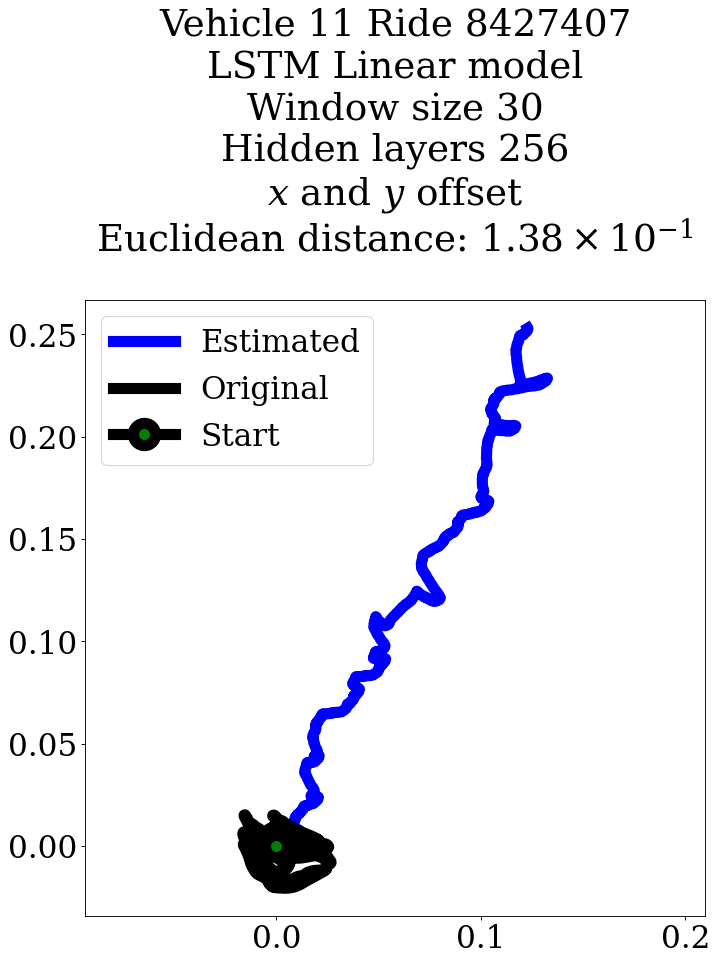 Vehicle 11 Ride 8427407
LSTM Linear model
Window size 30
Hidden layers 256
x and y offset
Euclidean distance: 1.38 × 10⁻¹
Estimated
Original
Start
0.25
0.20
0.15
0.10
0.05
0.00
0.0 0.1 0.2